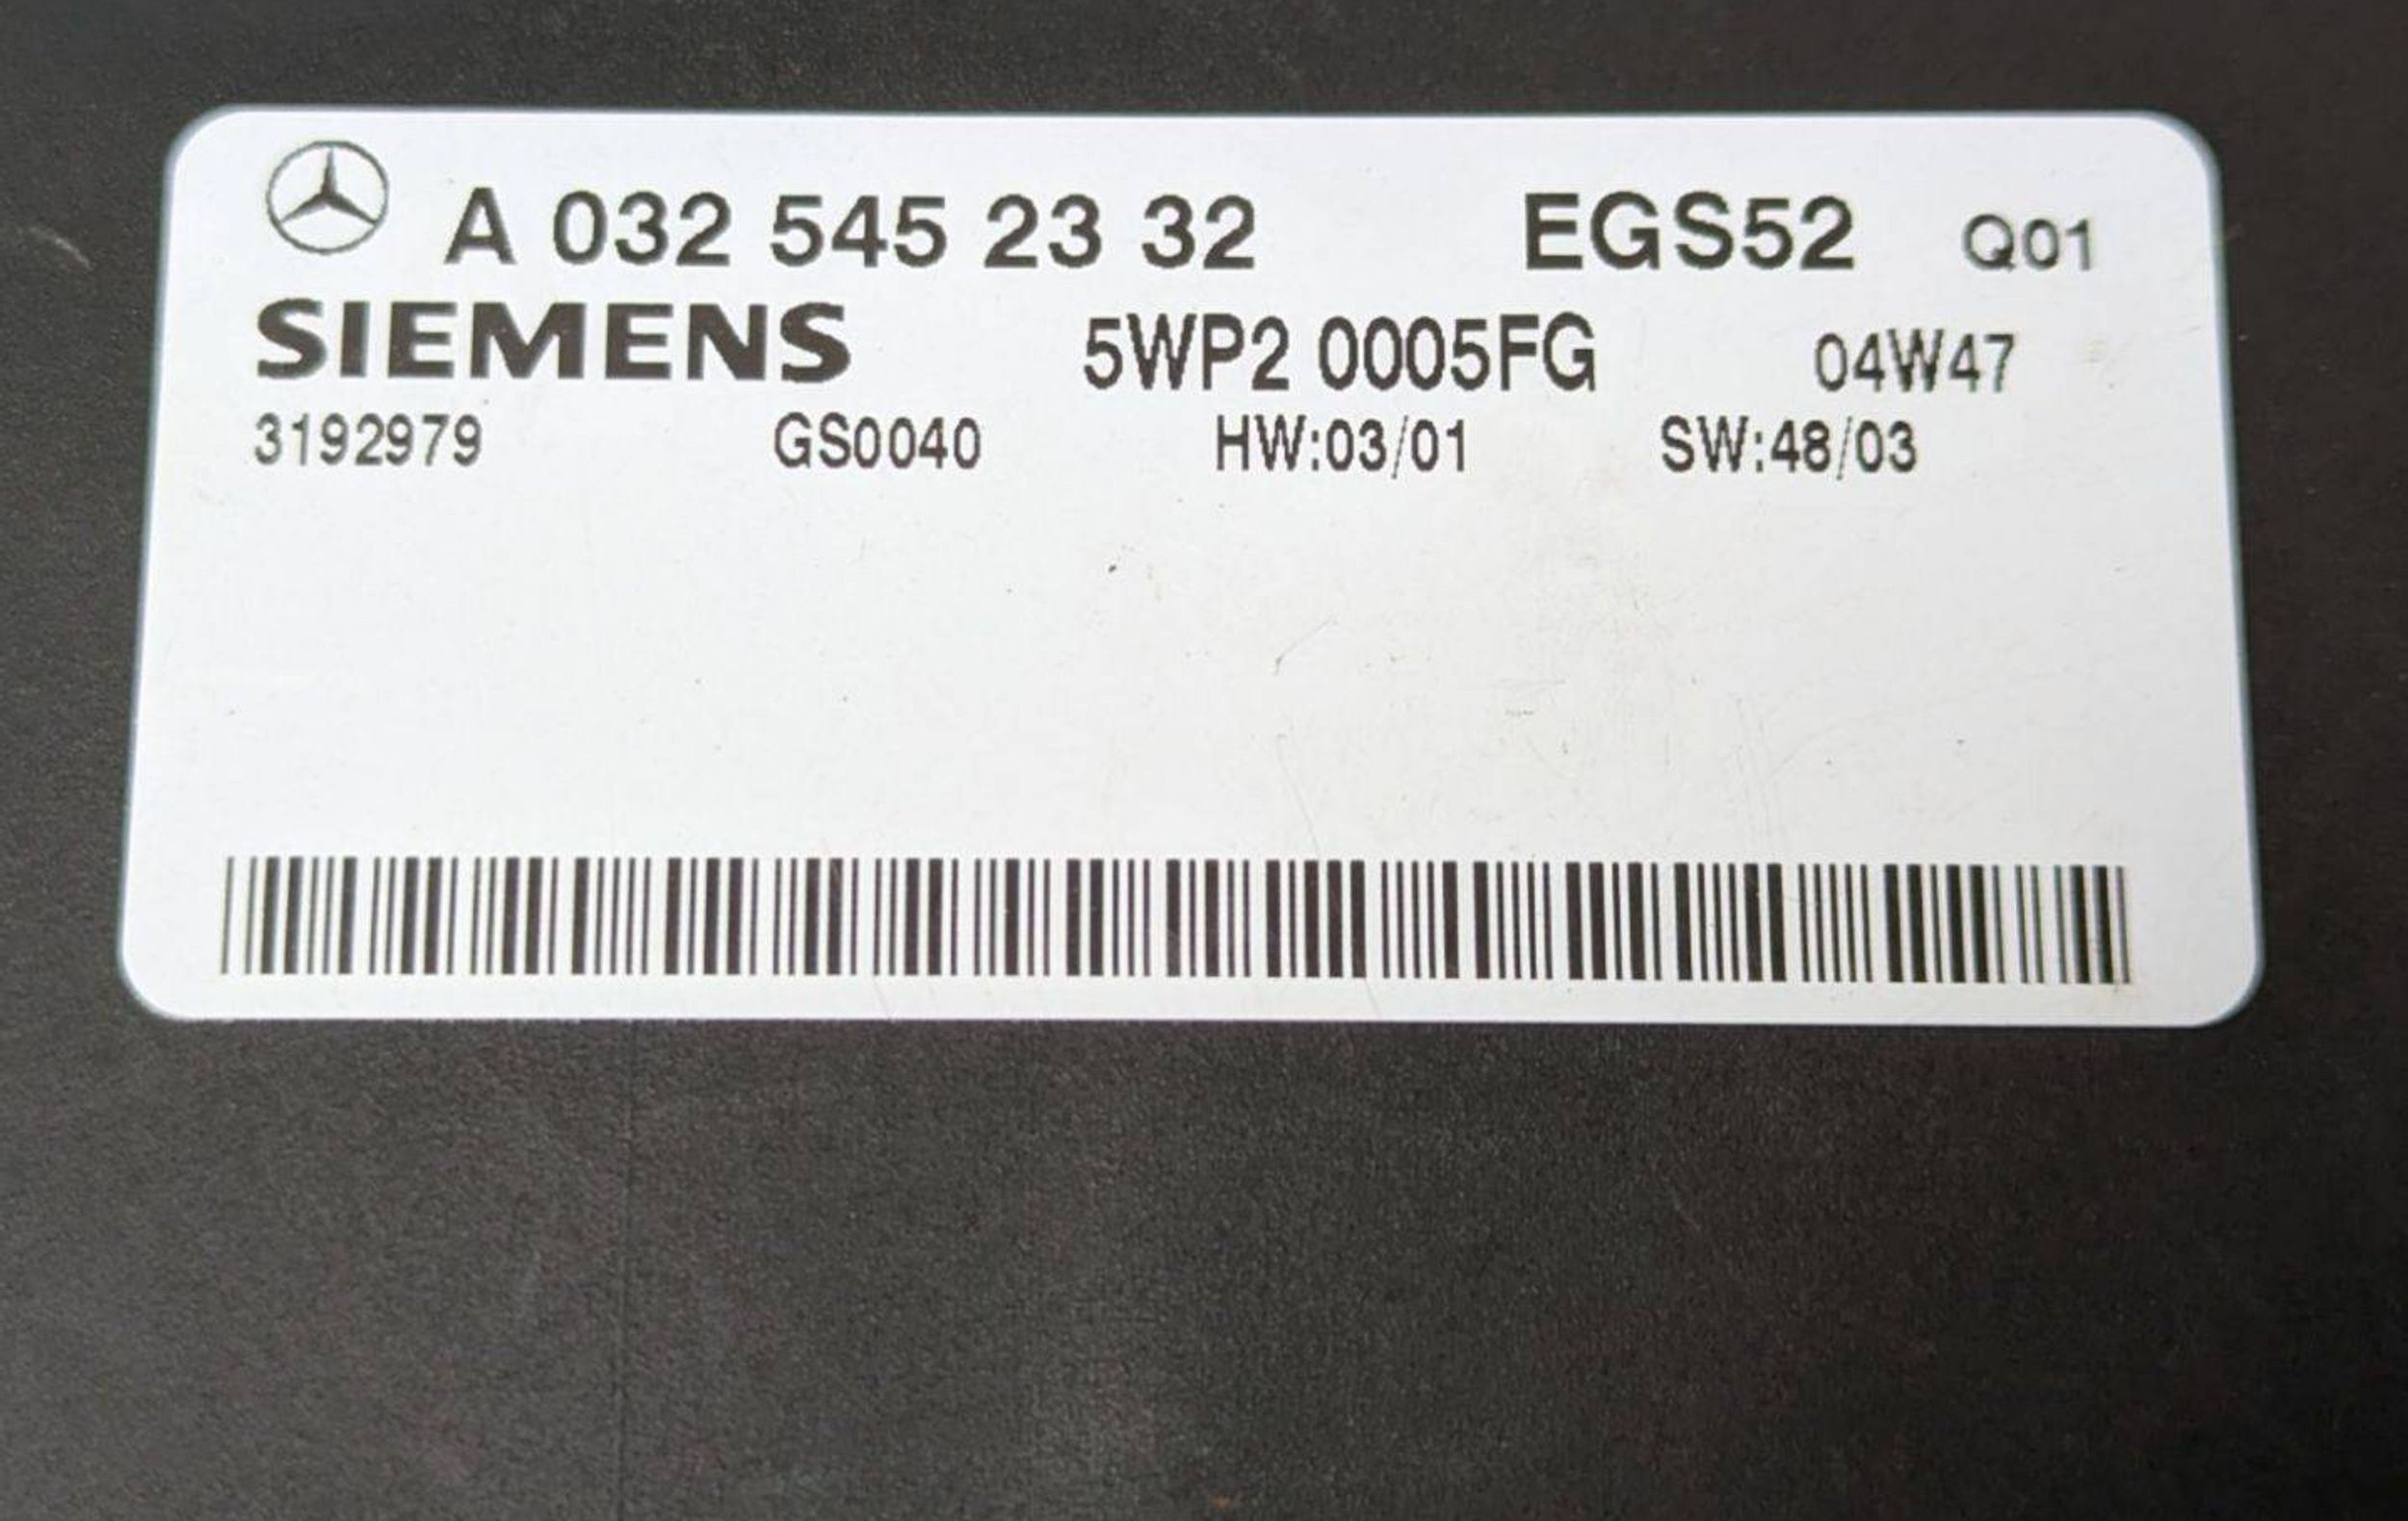 A 032 545 23 32 EGS52 Q01
SIEMENS 5WP2 0005FG 04W47
3192979 GS0040 HW:03/01 SW:48/03